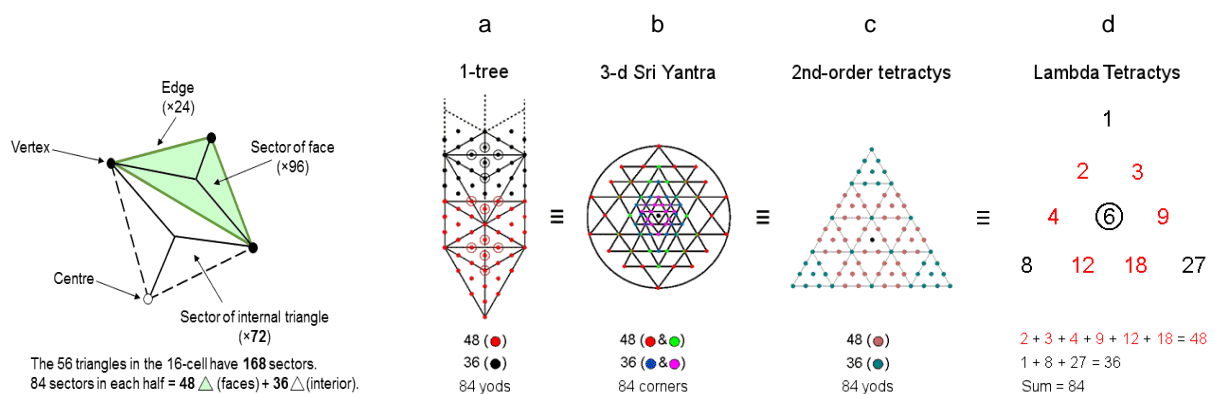 a
b
c
d
1-tree
3-d Sri Yantra
2nd-order tetractys
Lambda Tetractys
Edge
(×24)
Vertex
Sector of face
(×96)
Centre
Sector of internal triangle
(×72)
The 56 triangles in the 16-cell have 168 sectors.
84 sectors in each half = 48 △ (faces) + 36 △ (interior).
≡
≡
≡
1
2 3
4 6 9
8 12 18 27
48 (●)
36 (●)
84 yods
48 (●&●)
36 (●&●)
84 corners
48 (●)
36 (●)
84 yods
2 + 3 + 4 + 9 + 12 + 18 = 48
1 + 8 + 27 = 36
Sum = 84